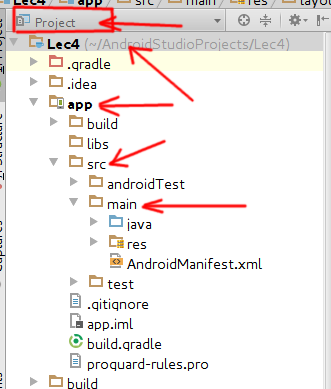 Lec4 app src main res layou
Project
Lec4 (~/AndroidStudioProjects/Lec4)
.gradle
.idea
app
build
libs
src
androidTest
main
java
res
AndroidManifest.xml
test
.gitignore
app.iml
build.gradle
proguard-rules.pro
build